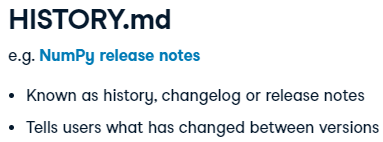 HISTORY.md
e.g. NumPy release notes
• Known as history, changelog or release notes
• Tells users what has changed between versions